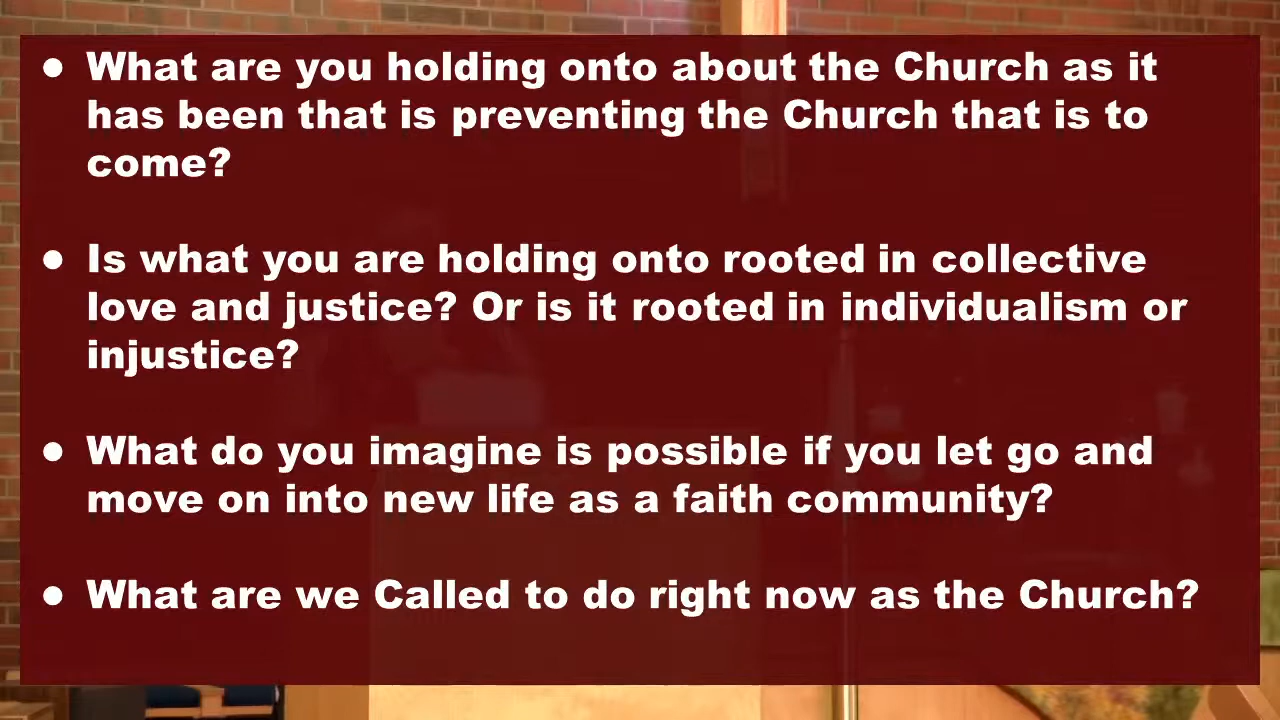 ● What are you holding onto about the Church as it
has been that is preventing the Church that is to
come?
● Is what you are holding onto rooted in collective
love and justice? Or is it rooted in individualism or
injustice?
● What do you imagine is possible if you let go and
move on into new life as a faith community?
● What are we Called to do right now as the Church?